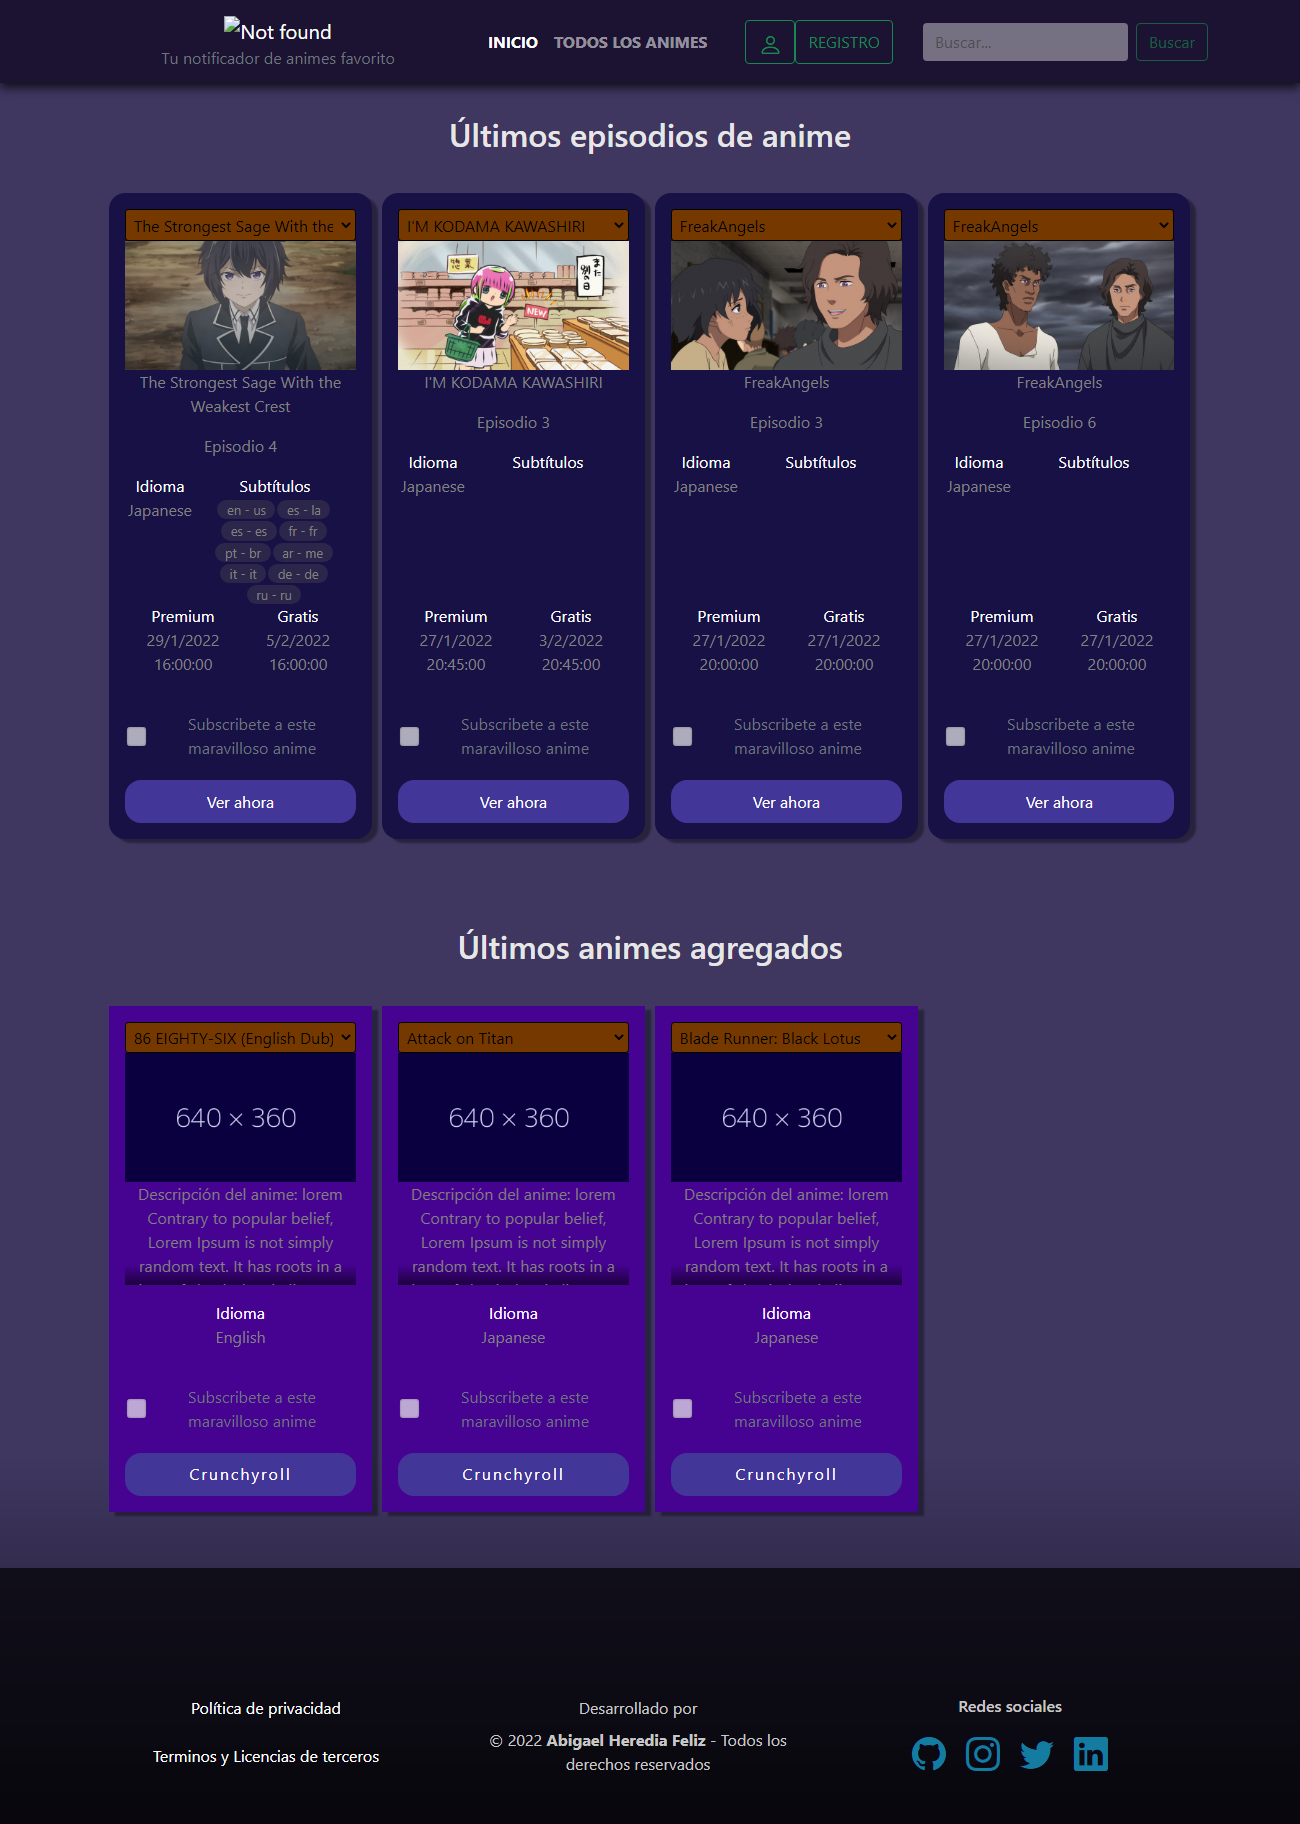 Not found
Tu notificador de animes favorito
INICIO
TODOS LOS ANIMES
REGISTRO
Buscar...
Buscar
Últimos episodios de anime
The Strongest Sage With the
The Strongest Sage With the
Weakest Crest
Episodio 4
Idioma
Subtítulos
Japanese
en - us
es - la
es - es
fr - fr
pt - br
ar - me
it - it
de - de
ru - ru
Premium
Gratis
29/1/2022
5/2/2022
16:00:00
16:00:00
Subscribete a este
maravilloso anime
Ver ahora
I'M KODAMA KAWASHIRI
また
別の
日
NEW
I'M KODAMA KAWASHIRI
Episodio 3
Idioma
Subtítulos
Japanese
Premium
Gratis
27/1/2022
3/2/2022
20:45:00
20:45:00
Subscribete a este
maravilloso anime
Ver ahora
FreakAngels
FreakAngels
Episodio 3
Idioma
Subtítulos
Japanese
Premium
Gratis
27/1/2022
27/1/2022
20:00:00
20:00:00
Subscribete a este
maravilloso anime
Ver ahora
FreakAngels
FreakAngels
Episodio 6
Idioma
Subtítulos
Japanese
Premium
Gratis
27/1/2022
27/1/2022
20:00:00
20:00:00
Subscribete a este
maravilloso anime
Ver ahora
Últimos animes agregados
86 EIGHTY-SIX (English Dub)
640 × 360
Descripción del anime: lorem
Contrary to popular belief,
Lorem Ipsum is not simply
random text. It has roots in a
Idioma
English
Subscribete a este
maravilloso anime
Crunchyroll
Attack on Titan
640 × 360
Descripción del anime: lorem
Contrary to popular belief,
Lorem Ipsum is not simply
random text. It has roots in a
Idioma
Japanese
Subscribete a este
maravilloso anime
Crunchyroll
Blade Runner: Black Lotus
640 × 360
Descripción del anime: lorem
Contrary to popular belief,
Lorem Ipsum is not simply
random text. It has roots in a
Idioma
Japanese
Subscribete a este
maravilloso anime
Crunchyroll
Política de privacidad
Terminos y Licencias de terceros
Desarrollado por
© 2022 Abigael Heredia Feliz - Todos los
derechos reservados
Redes sociales
in